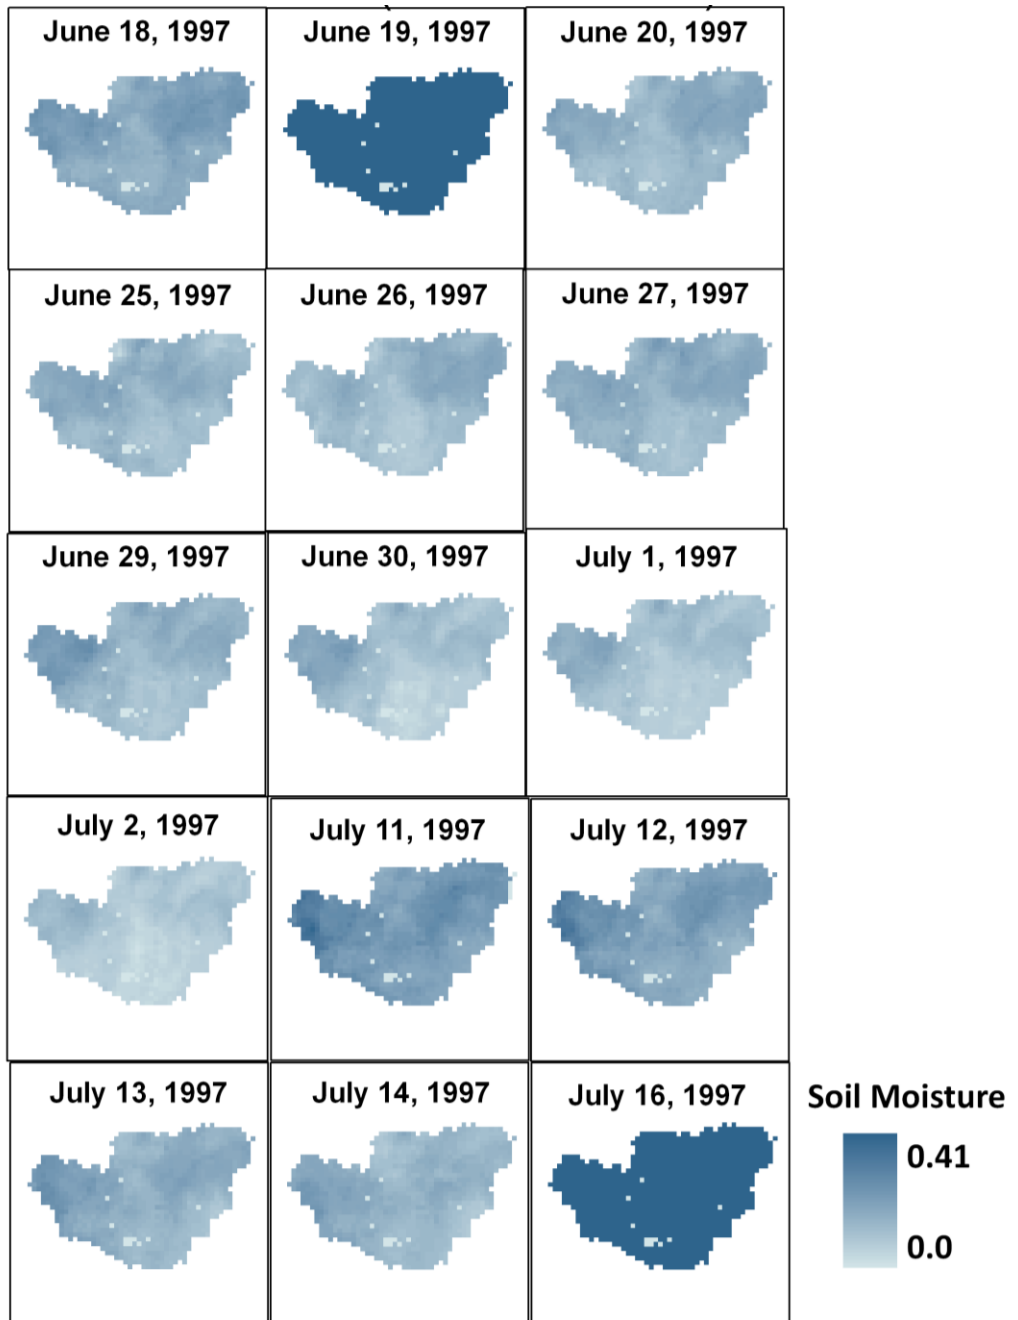 June 18, 1997
June 19, 1997
June 20, 1997
June 25, 1997
June 26, 1997
June 27, 1997
June 29, 1997
June 30, 1997
July 1, 1997
July 2, 1997
July 11, 1997
July 12, 1997
July 13, 1997
July 14, 1997
July 16, 1997
Soil Moisture
0.41
0.0